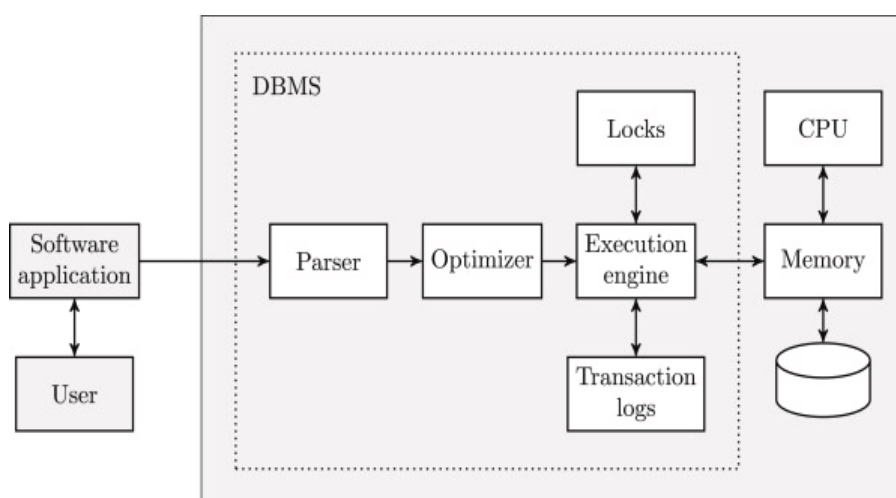 DBMS
Locks
CPU
Software
application
Parser
Optimizer
Execution
engine
Memory
User
Transaction
logs